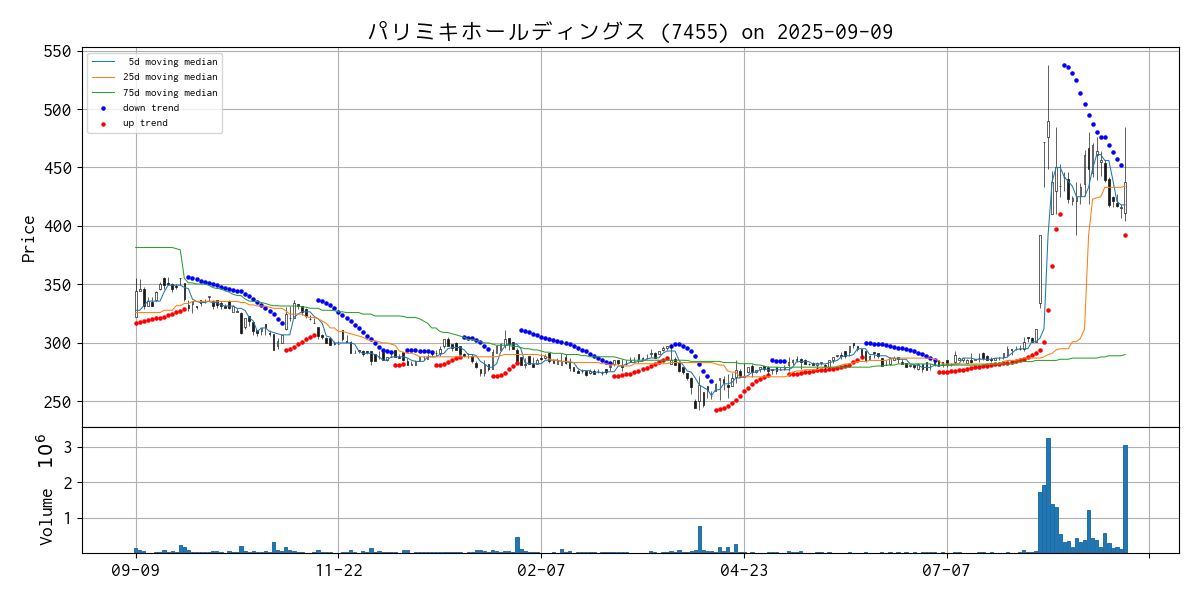 パリミキホールディングス (7455) on 2025-09-09
550
500
450
400
350
300
250
Price
5d moving median
25d moving median
75d moving median
down trend
up trend
3
2
1
Volume 10^6
09-09
11-22
02-07
04-23
07-07